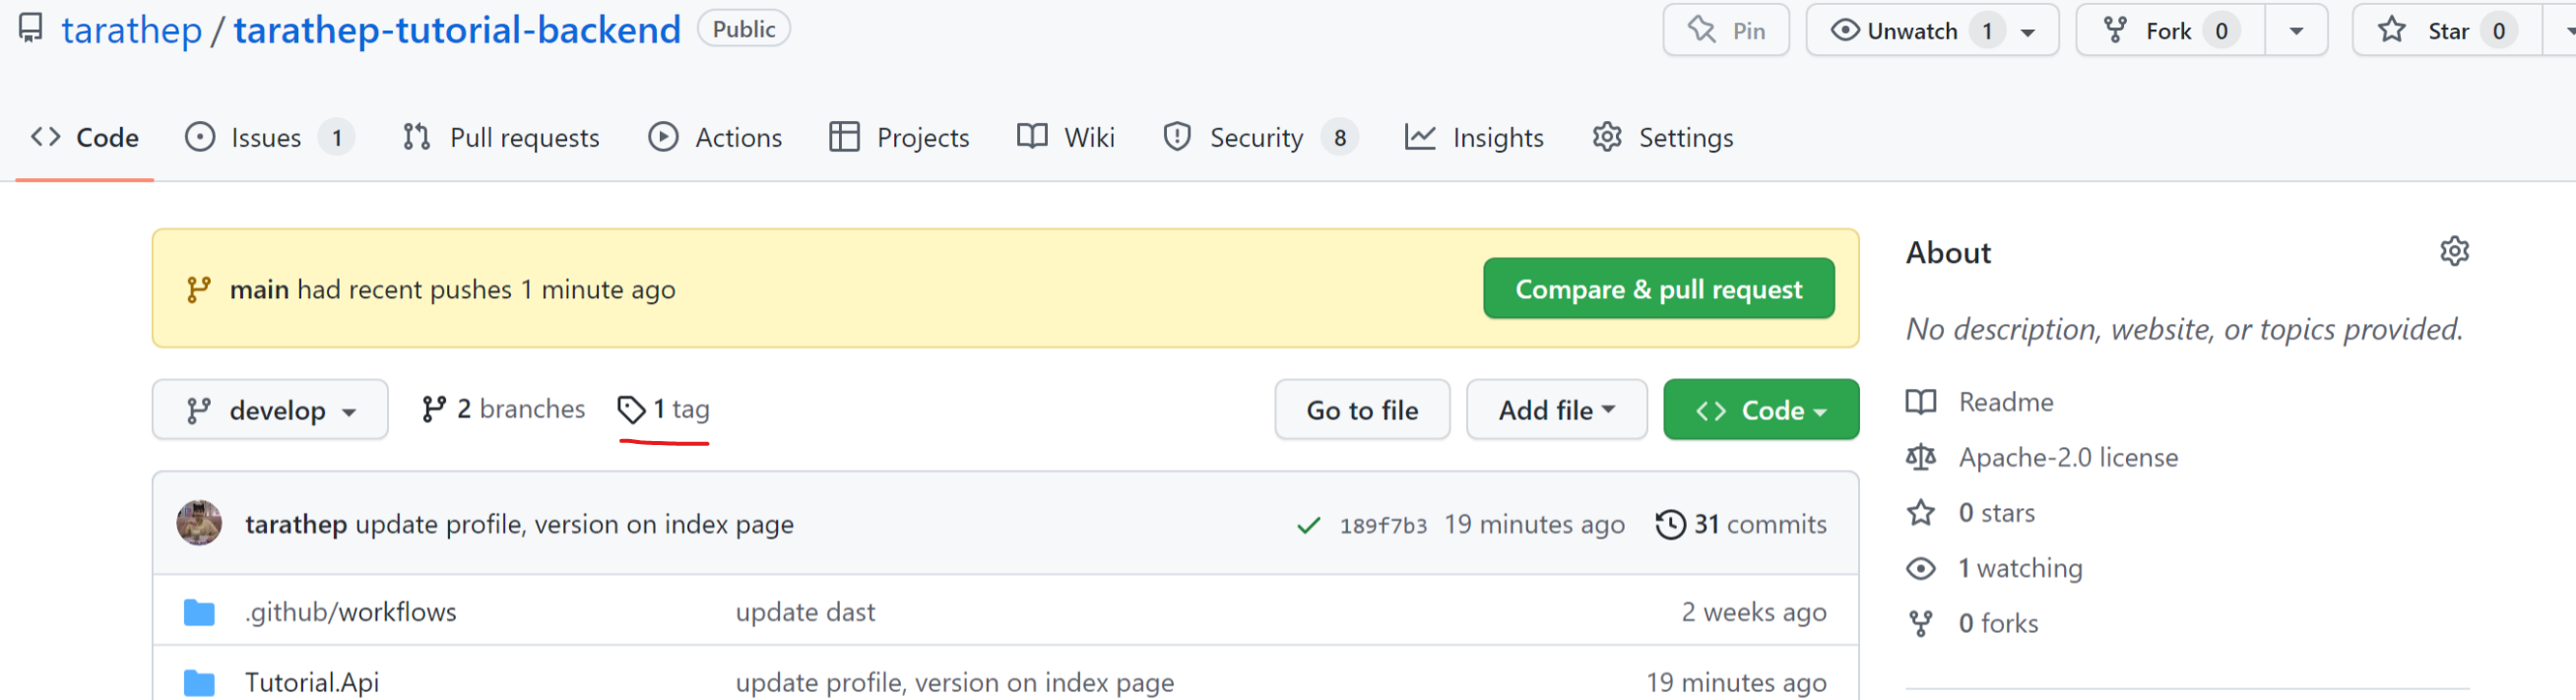 tarathep / tarathep-tutorial-backend Public Pin Unwatch 1 Fork 0 Star 0
Code Issues 1 Pull requests Actions Projects Wiki Security 8 Insights Settings
main had recent pushes 1 minute ago Compare & pull request
develop 2 branches 1 tag Go to file Add file Code
tarathep update profile, version on index page 189f7b3 19 minutes ago 31 commits
.github/workflows update dast 2 weeks ago
Tutorial.Api update profile, version on index page 19 minutes ago
About
No description, website, or topics provided.
Readme
Apache-2.0 license
0 stars
1 watching
0 forks